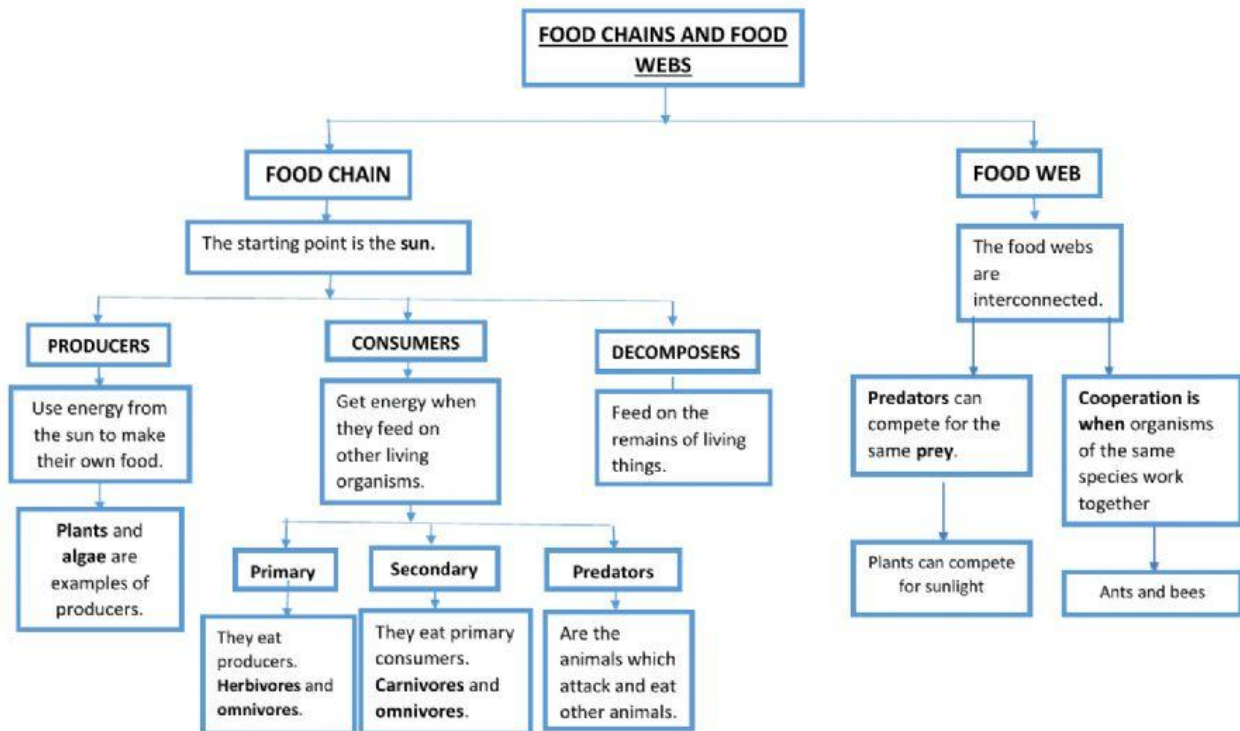 FOOD CHAINS AND FOOD
WEBS
FOOD CHAIN
FOOD WEB
The starting point is the sun.
The food webs
are
interconnected.
PRODUCERS
CONSUMERS
DECOMPOSERS
Use energy from
the sun to make
their own food.
Get energy when
they feed on
other living
organisms.
Feed on the
remains of living
things.
Predators can
compete for the
same prey.
Cooperation is
when organisms
of the same
species work
together
Plants and
algae are
examples of
producers.
Primary
Secondary
Predators
Plants can compete
for sunlight
Ants and bees
They eat
producers.
Herbivores and
omnivores.
They eat primary
consumers.
Carnivores and
omnivores.
Are the
animals which
attack and eat
other animals.